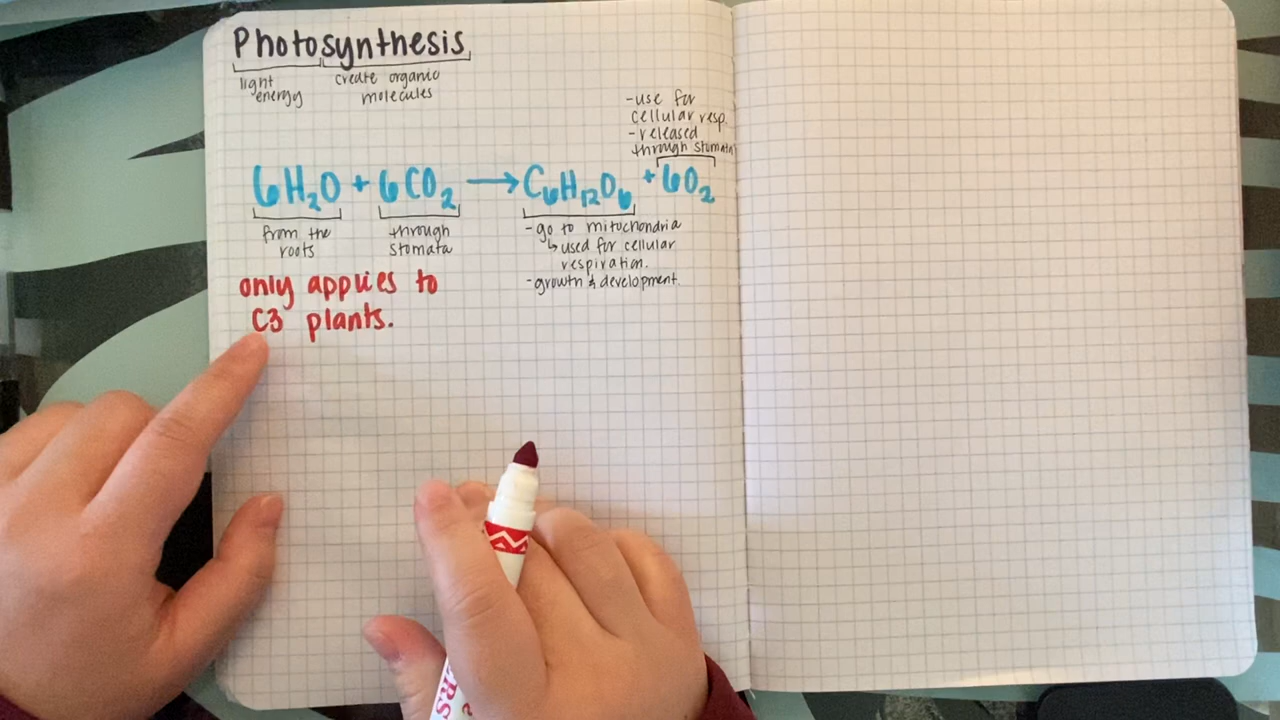 Photosynthesis
light
energy
create organic
molecules
-use for
cellular resp.
-released
through stomata
6H₂O + 6CO₂ → C₆H₁₂O₆ + 6O₂
from the
roots
through
stomata
-go to mitochondria
↳ used for cellular
respiration.
-growth & development.
only applies to
C3 plants.